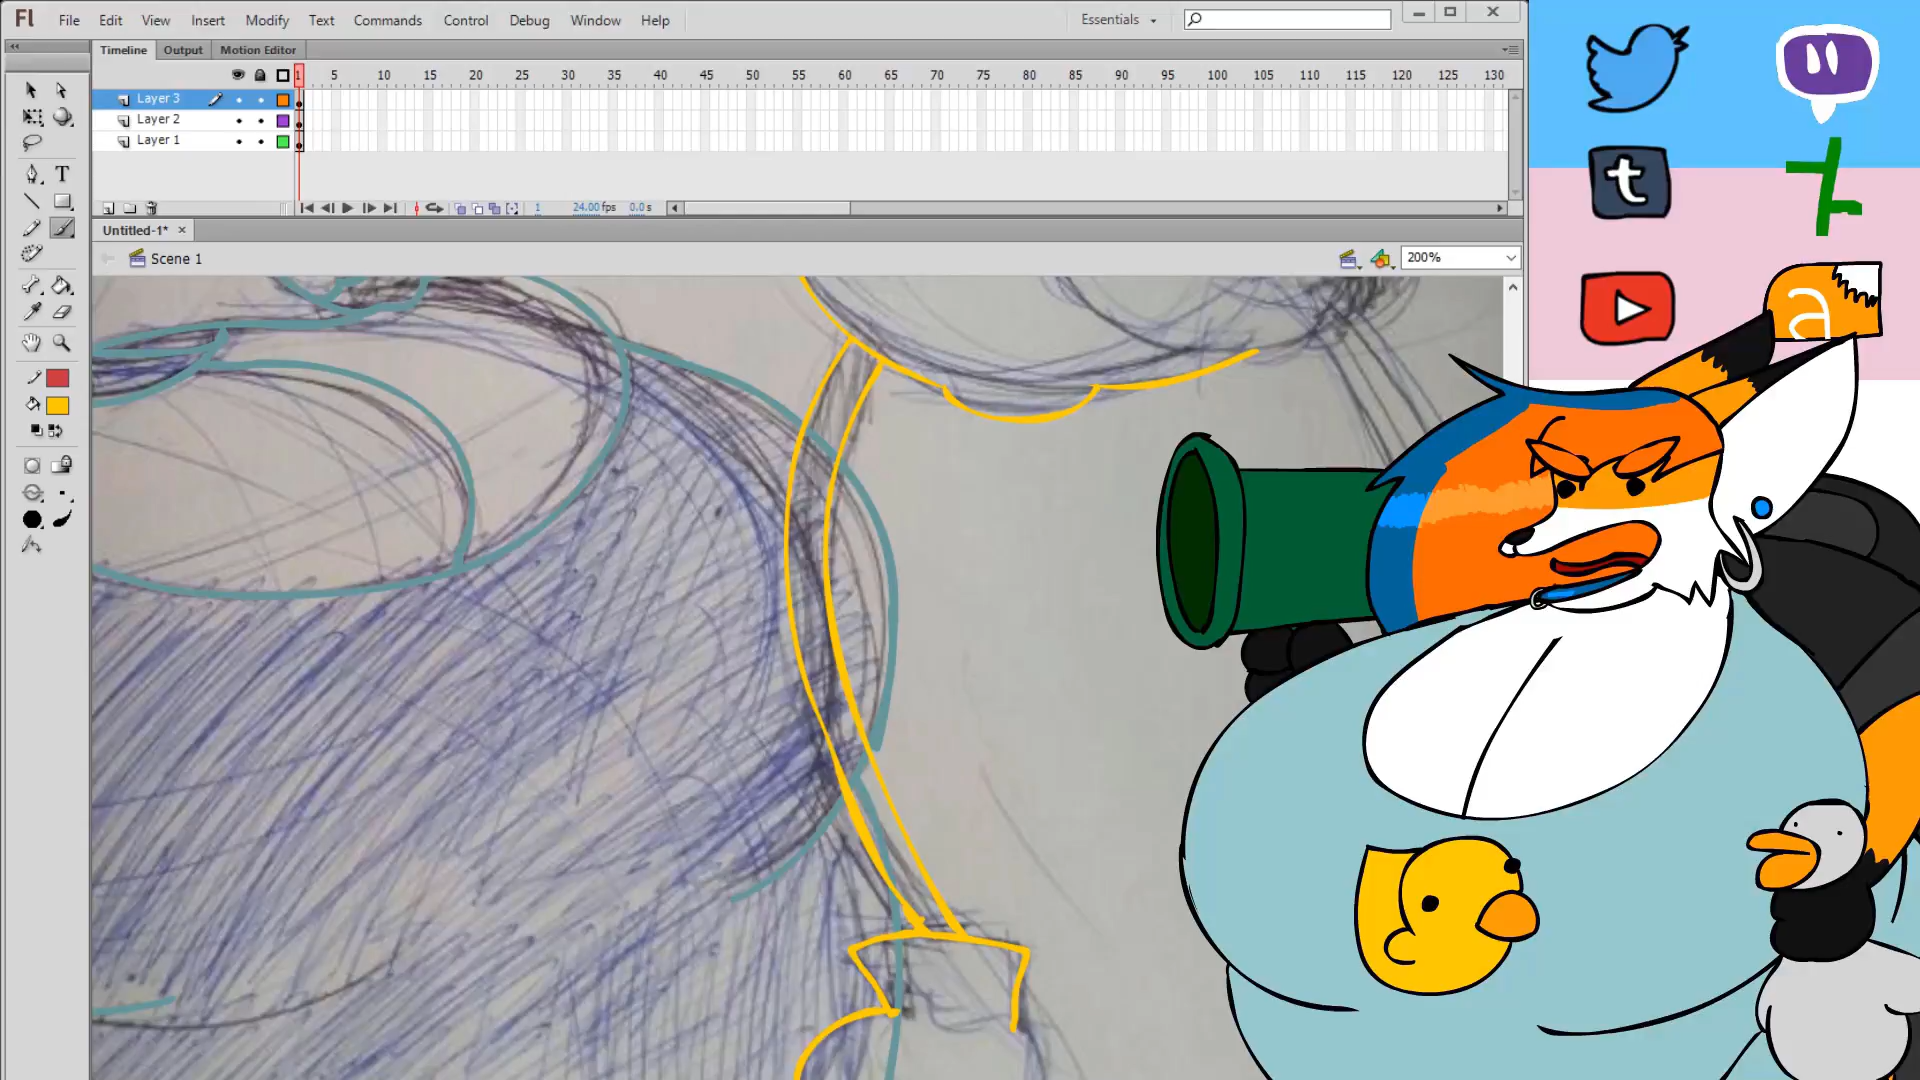 Fl File Edit View Insert Modify Text Commands Control Debug Window Help Essentials
Timeline Output Motion Editor
1 5 10 15 20 25 30 35 40 45 50 55 60 65 70 75 80 85 90 95 100 105 110 115 120 125 130
Layer 3
Layer 2
Layer 1
1 24.00 fps 0.0 s
Untitled-1*
Scene 1
200%
T
t
a